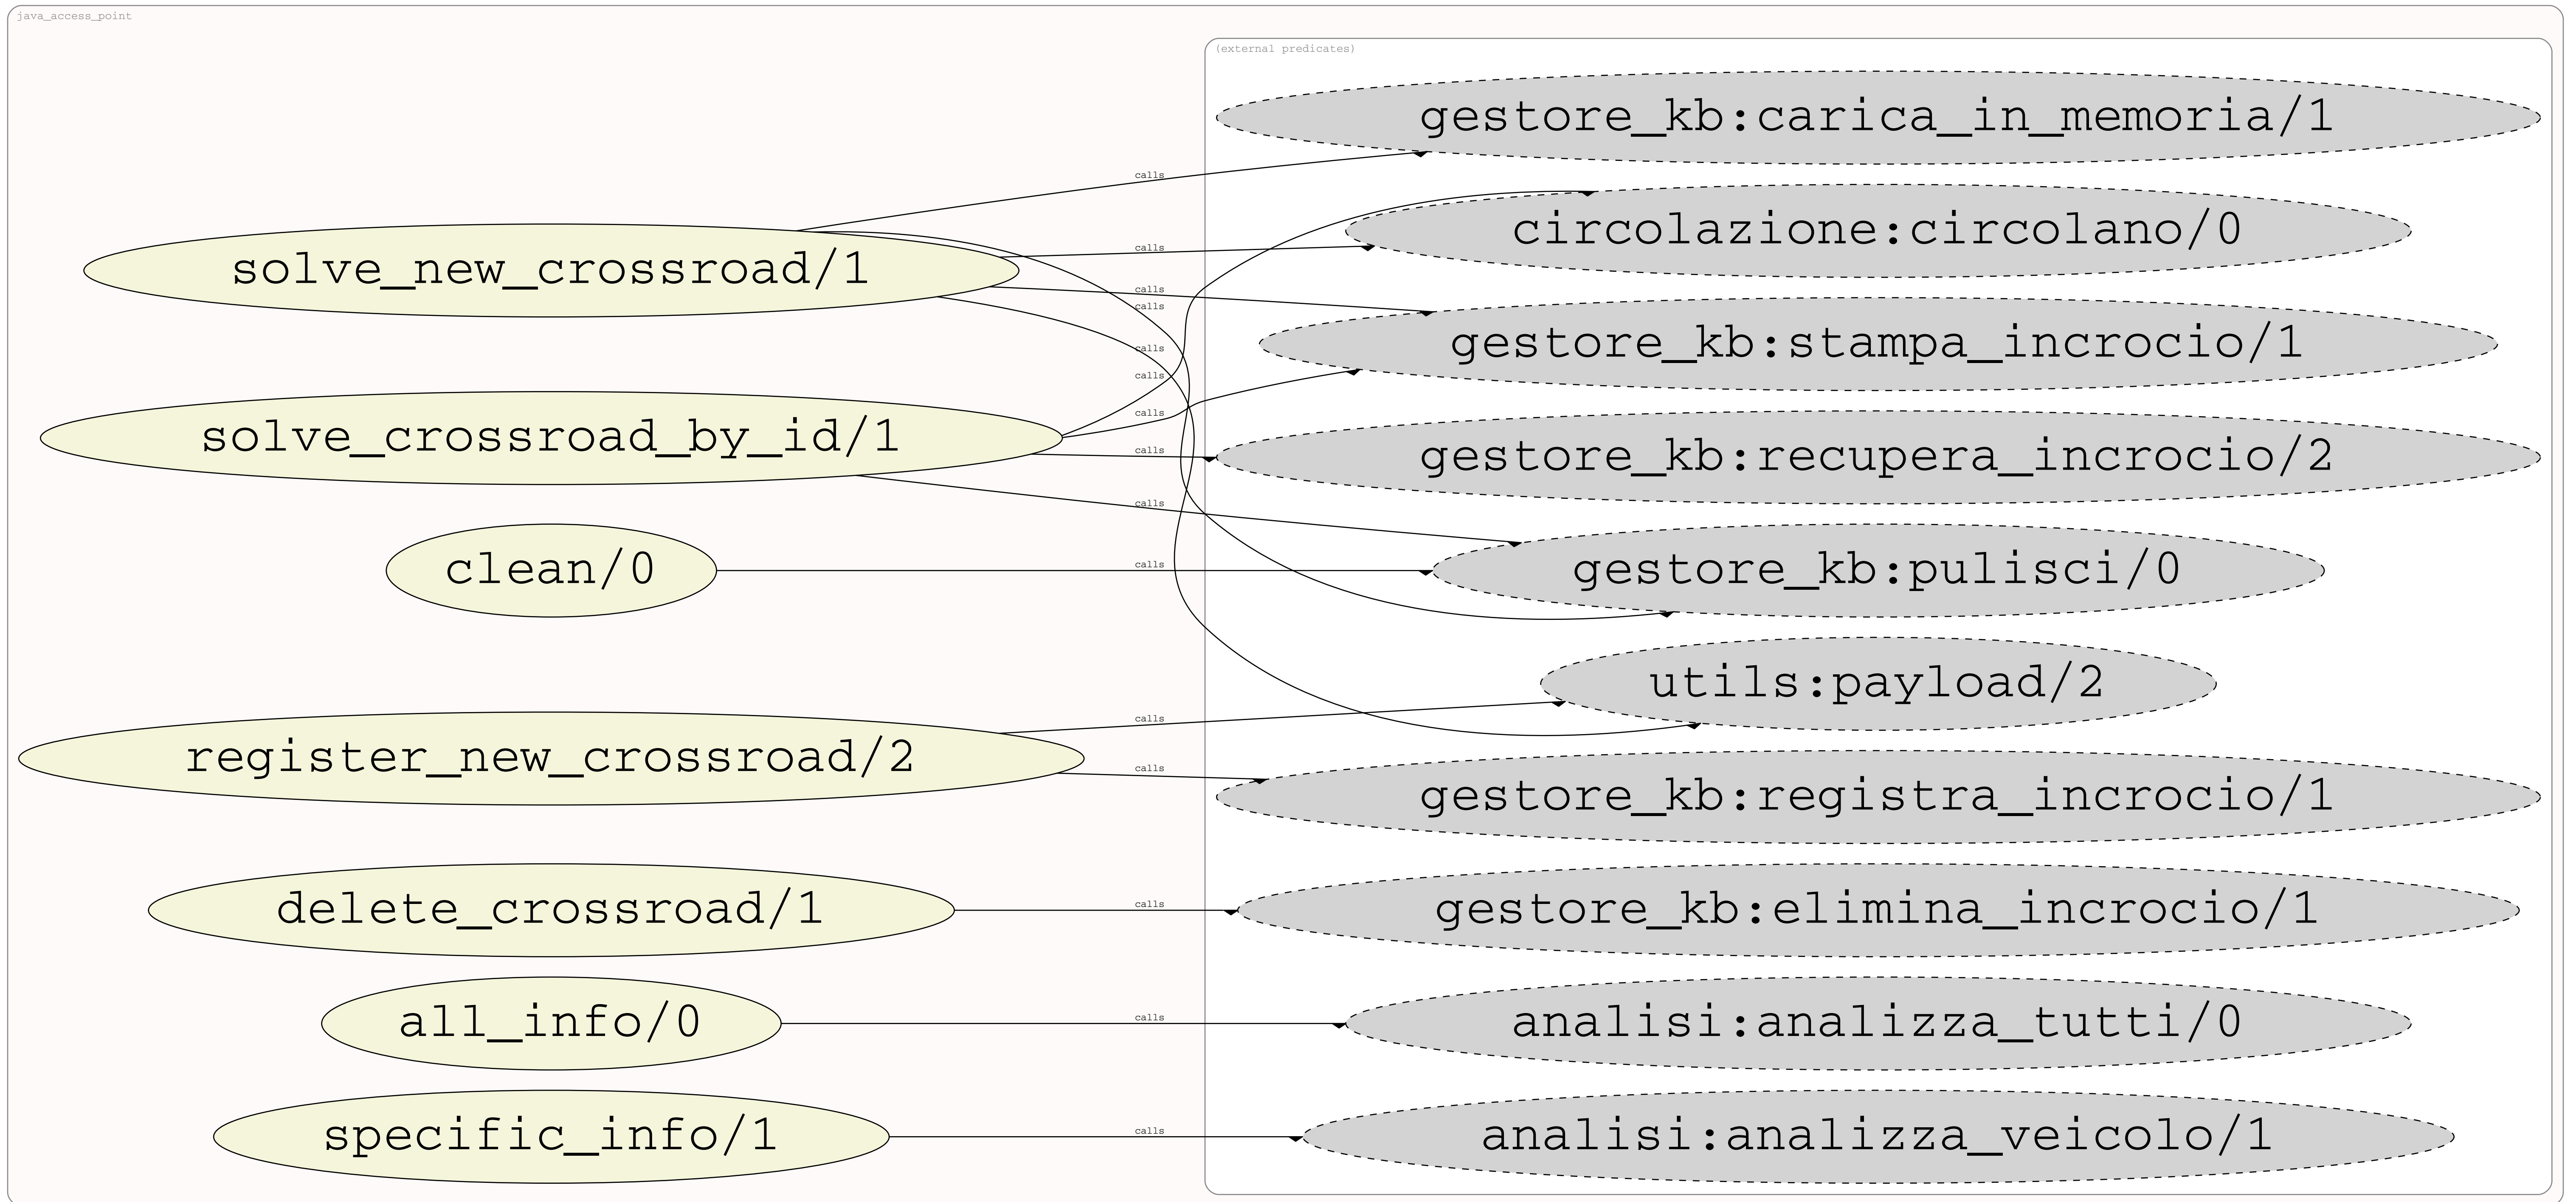 java_access_point
(external predicates)
gestore_kb:carica_in_memoria/1
calls
circolazione:circolano/0
calls
solve_new_crossroad/1
calls
calls
gestore_kb:stampa_incrocio/1
calls
calls
calls
solve_crossroad_by_id/1
calls
gestore_kb:recupera_incrocio/2
calls
clean/0
calls
gestore_kb:pulisci/0
utils:payload/2
calls
register_new_crossroad/2
calls
gestore_kb:registra_incrocio/1
delete_crossroad/1
calls
gestore_kb:elimina_incrocio/1
all_info/0
calls
analisi:analizza_tutti/0
specific_info/1
calls
analisi:analizza_veicolo/1